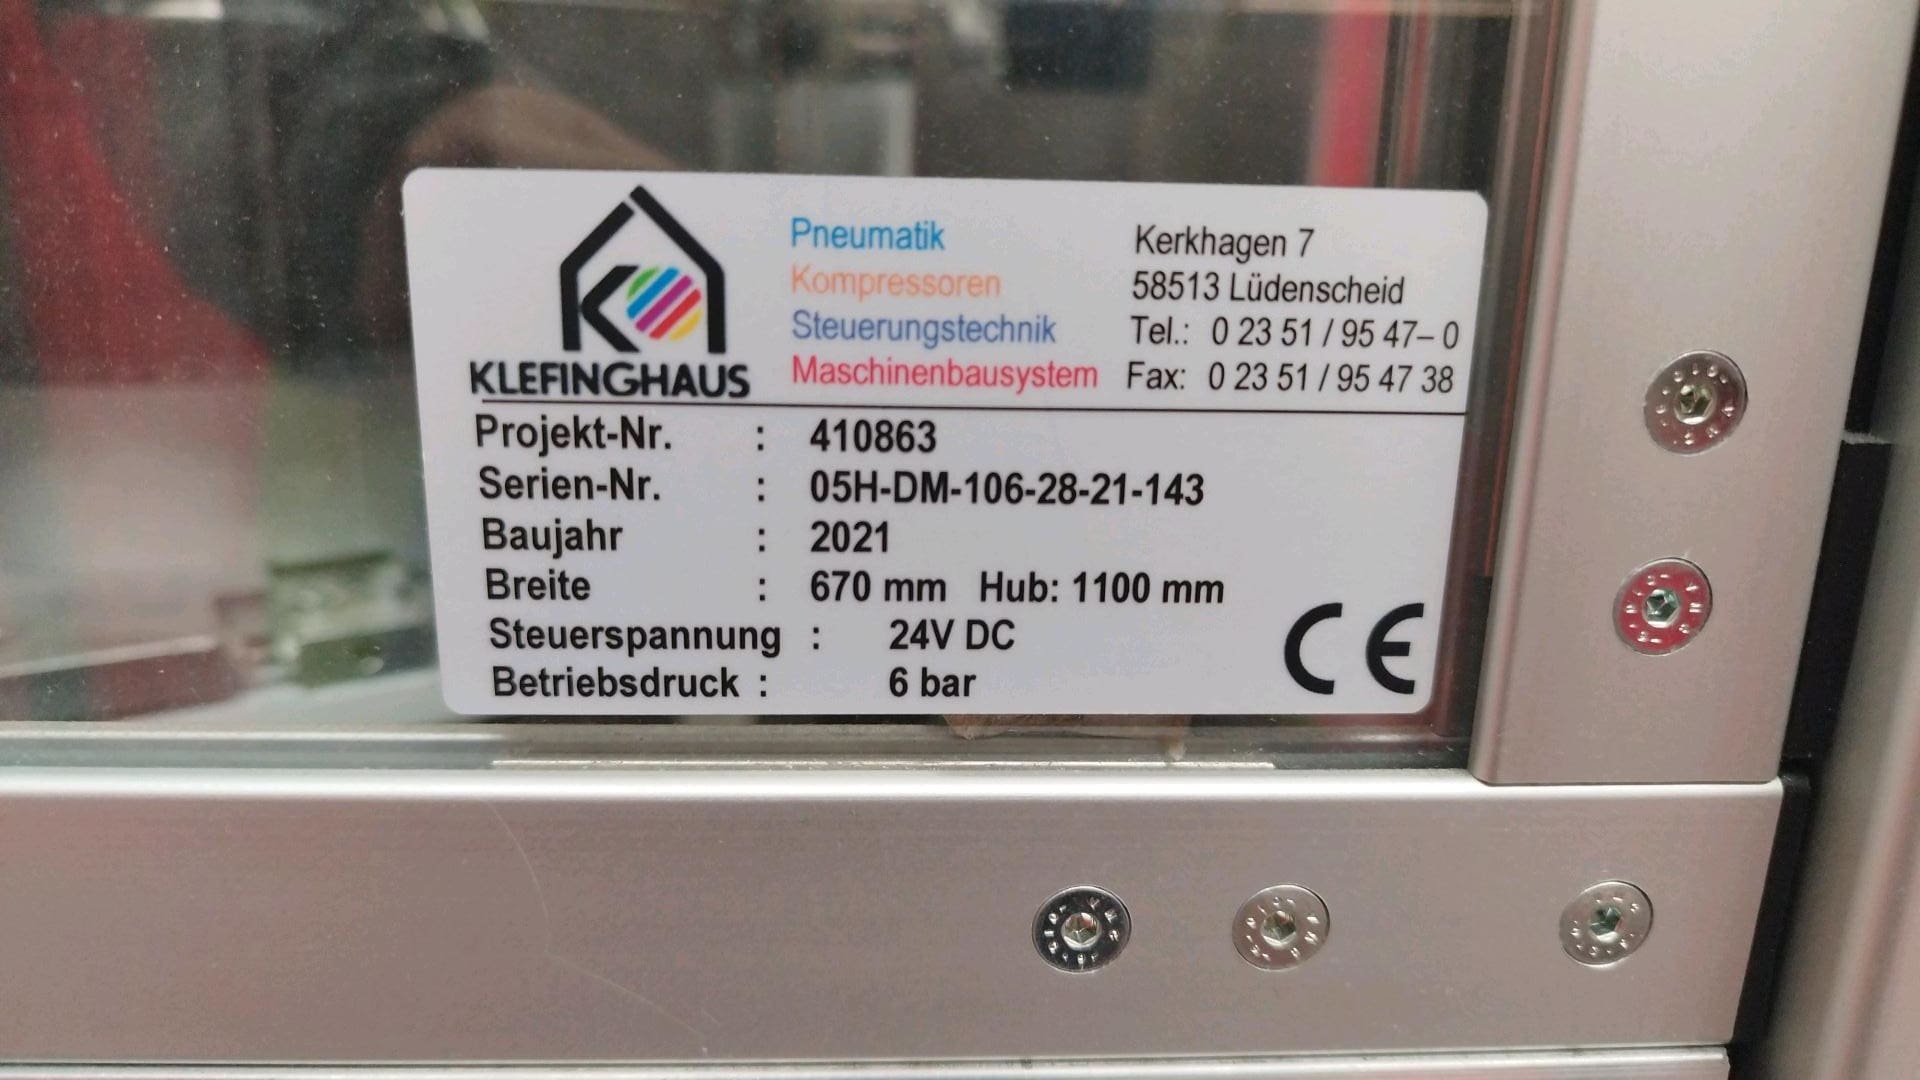 KLEFINGHAUS
Pneumatik
Kompressoren
Steuerungstechnik
Maschinenbausystem
Kerkhagen 7
58513 Lüdenscheid
Tel.: 0 23 51 / 95 47– 0
Fax: 0 23 51 / 95 47 38
Projekt-Nr. : 410863
Serien-Nr. : 05H-DM-106-28-21-143
Baujahr : 2021
Breite : 670 mm Hub: 1100 mm
Steuerspannung : 24V DC
Betriebsdruck : 6 bar
CE